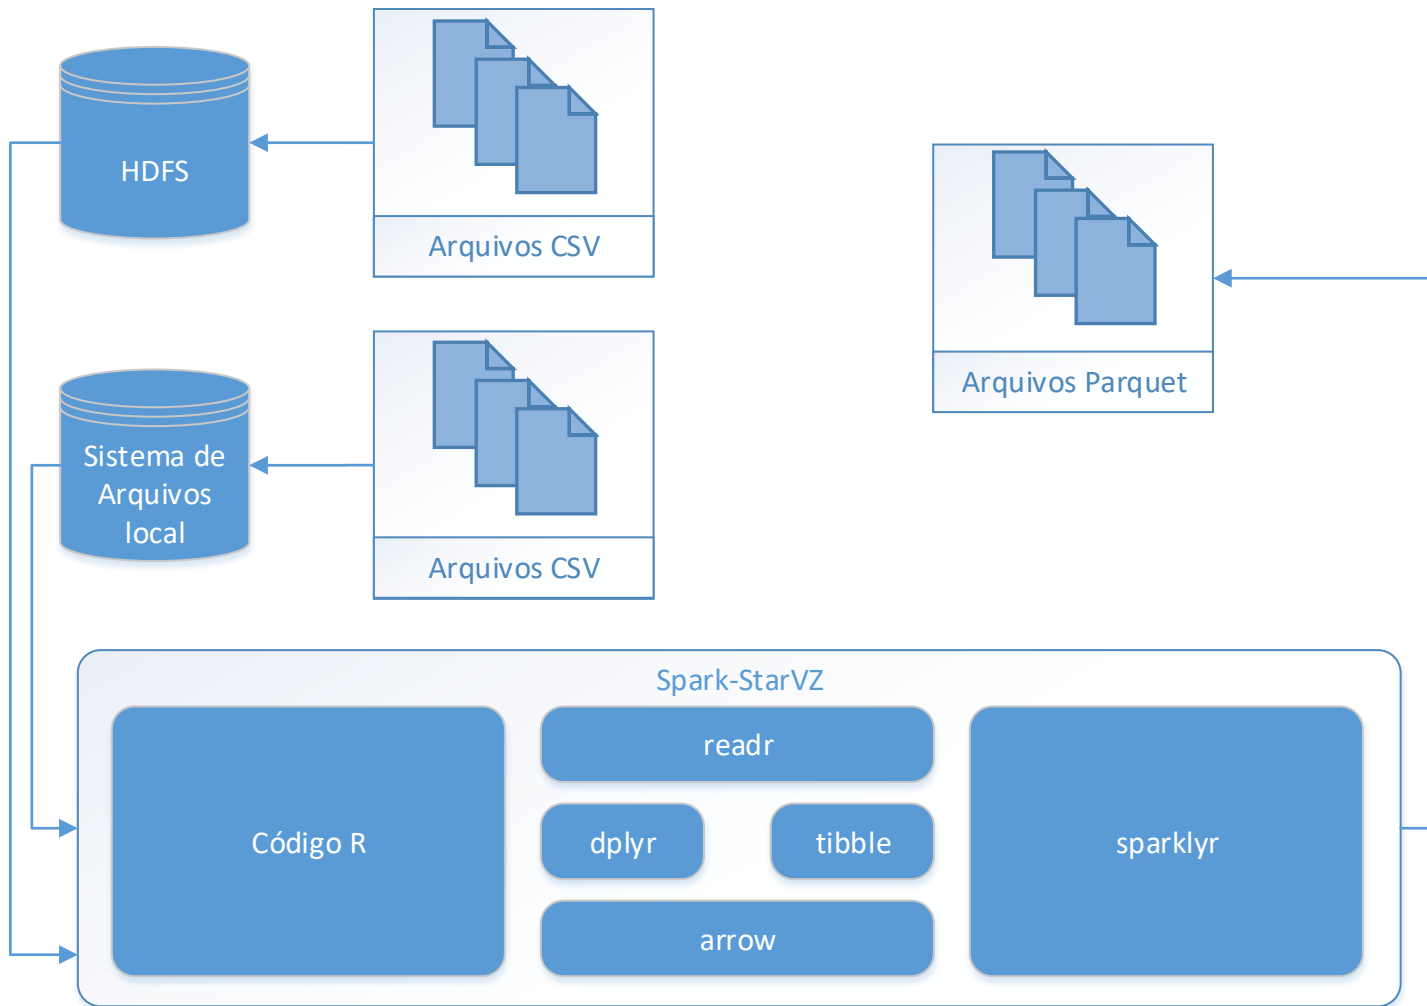 HDFS
Arquivos CSV
Arquivos Parquet
Sistema de
Arquivos
local
Arquivos CSV
Spark-StarVZ
Código R
readr
dplyr
tibble
arrow
sparklyr